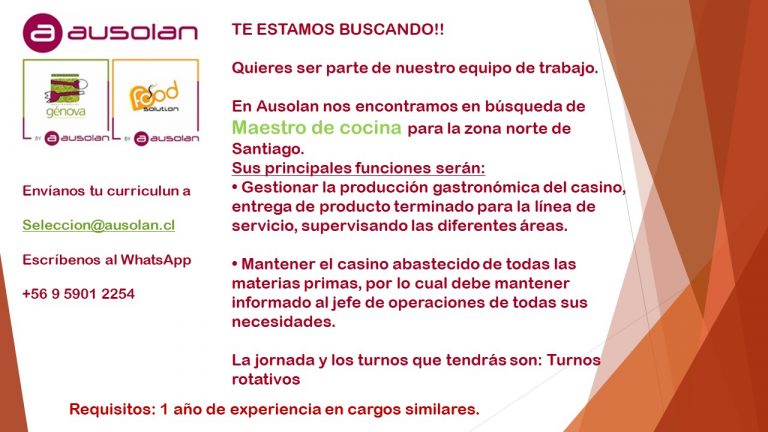 ausolan
génova
BY ausolan
food
solution
BY ausolan
Envíanos tu curriculun a
Seleccion@ausolan.cl
Escríbenos al WhatsApp
+56 9 5901 2254
TE ESTAMOS BUSCANDO!!
Quieres ser parte de nuestro equipo de trabajo.
En Ausolan nos encontramos en búsqueda de
Maestro de cocina para la zona norte de
Santiago.
Sus principales funciones serán:
• Gestionar la producción gastronómica del casino,
entrega de producto terminado para la línea de
servicio, supervisando las diferentes áreas.
• Mantener el casino abastecido de todas las
materias primas, por lo cual debe mantener
informado al jefe de operaciones de todas sus
necesidades.
La jornada y los turnos que tendrás son: Turnos
rotativos
Requisitos: 1 año de experiencia en cargos similares.